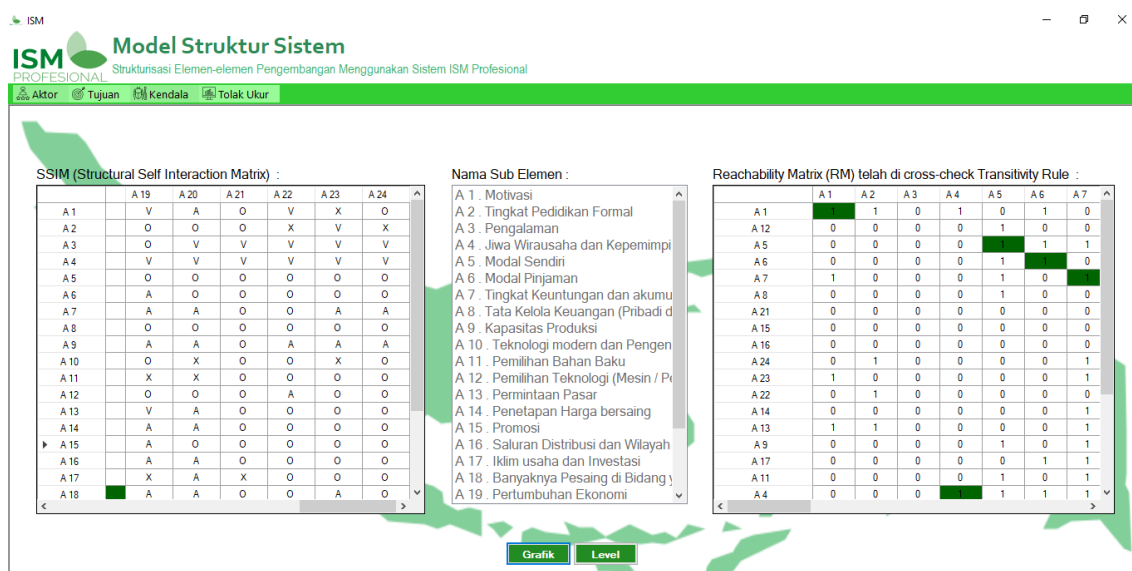 ISM
ISM
PROFESIONAL
Model Struktur Sistem
Strukturisasi Elemen-elemen Pengembangan Menggunakan Sistem ISM Profesional
Aktor Tujuan Kendala Tolak Ukur
SSIM (Structural Self Interaction Matrix) :
A 19 A 20 A 21 A 22 A 23 A 24
A 1 V A O V X O
A 2 O O O X V X
A 3 O V V V V V
A 4 V V V V V V
A 5 O O O O O O
A 6 A O O O O O
A 7 A A O O A A
A 8 O O O O O O
A 9 A A O A A A
A 10 O X O O X O
A 11 X X O O O O
A 12 O O O A O O
A 13 V A O O O O
A 14 A A O O O O
A 15 A O O O O O
A 16 A A O O O O
A 17 X A X O O O
A 18 A A O O A O
Nama Sub Elemen :
A 1 . Motivasi
A 2 . Tingkat Pedidikan Formal
A 3 . Pengalaman
A 4 . Jiwa Wirausaha dan Kepemimpi
A 5 . Modal Sendiri
A 6 . Modal Pinjaman
A 7 . Tingkat Keuntungan dan akumu
A 8 . Tata Kelola Keuangan (Pribadi d
A 9 . Kapasitas Produksi
A 10 . Teknologi modern dan Pengen
A 11 . Pemilihan Bahan Baku
A 12 . Pemilihan Teknologi (Mesin / Pe
A 13 . Permintaan Pasar
A 14 . Penetapan Harga bersaing
A 15 . Promosi
A 16 . Saluran Distribusi dan Wilayah
A 17 . Iklim usaha dan Investasi
A 18 . Banyaknya Pesaing di Bidang y
A 19 . Pertumbuhan Ekonomi
Reachability Matrix (RM) telah di cross-check Transitivity Rule :
A 1 A 2 A 3 A 4 A 5 A 6 A 7
A 1 1 1 0 1 0 1 0
A 12 0 0 0 0 1 0 0
A 5 0 0 0 0 1 1 1
A 6 0 0 0 0 1 1 0
A 7 1 0 0 0 1 0 1
A 8 0 0 0 0 1 0 0
A 21 0 0 0 0 0 0 0
A 15 0 0 0 0 0 0 0
A 16 0 0 0 0 0 0 0
A 24 0 1 0 0 0 0 1
A 23 1 0 0 0 0 0 1
A 22 0 1 0 0 0 0 0
A 14 0 0 0 0 0 0 1
A 13 1 1 0 0 0 0 1
A 9 0 0 0 0 1 0 1
A 17 0 0 0 0 0 1 1
A 11 0 0 0 0 1 0 1
A 4 0 0 0 1 1 1 1
Grafik Level